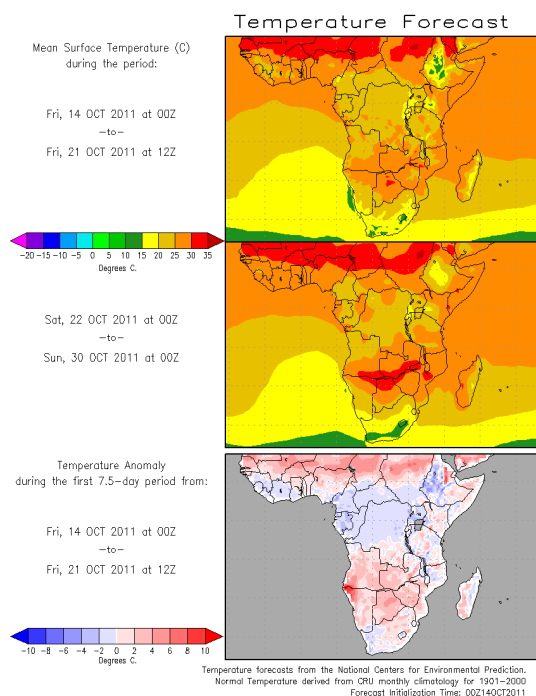 Temperature Forecast
Mean Surface Temperature (C)
during the period:
Fri, 14 OCT 2011 at 00Z
—to—
Fri, 21 OCT 2011 at 12Z
−20 −15 −10 −5 0 5 10 15 20 25 30 35
Degrees C.
Sat, 22 OCT 2011 at 00Z
—to—
Sun, 30 OCT 2011 at 00Z
Temperature Anomaly
during the first 7.5-day period from:
Fri, 14 OCT 2011 at 00Z
—to—
Fri, 21 OCT 2011 at 12Z
−10 −8 −6 −4 −2 0 2 4 6 8 10
Degrees C.
Temperature forecasts from the National Centers for Environmental Prediction.
Normal Temperature derived from CRU monthly climatology for 1901−2000
Forecast Initialization Time: 00Z14OCT2011